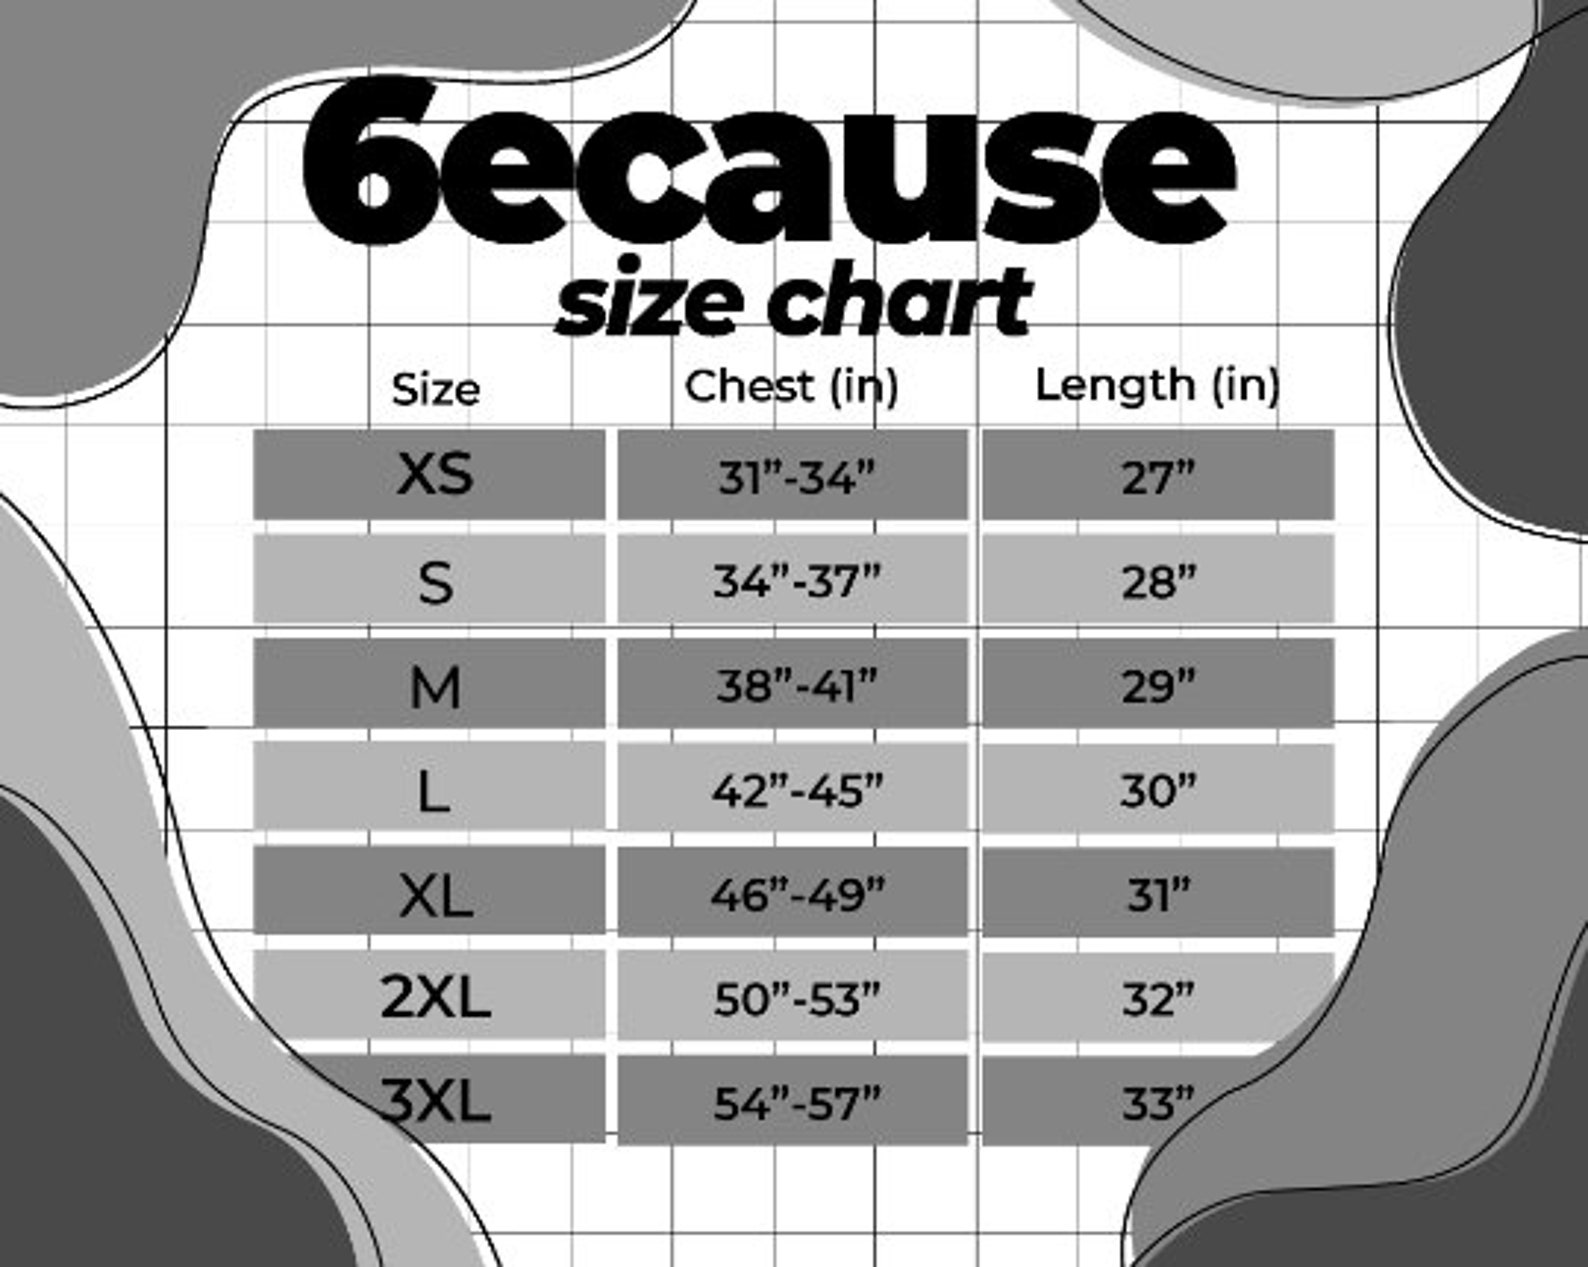 6ecause
size chart
Size Chest (in) Length (in)
XS 31”-34” 27”
S 34”-37” 28”
M 38”-41” 29”
L 42”-45” 30”
XL 46”-49” 31”
2XL 50”-53” 32”
3XL 54”-57” 33”